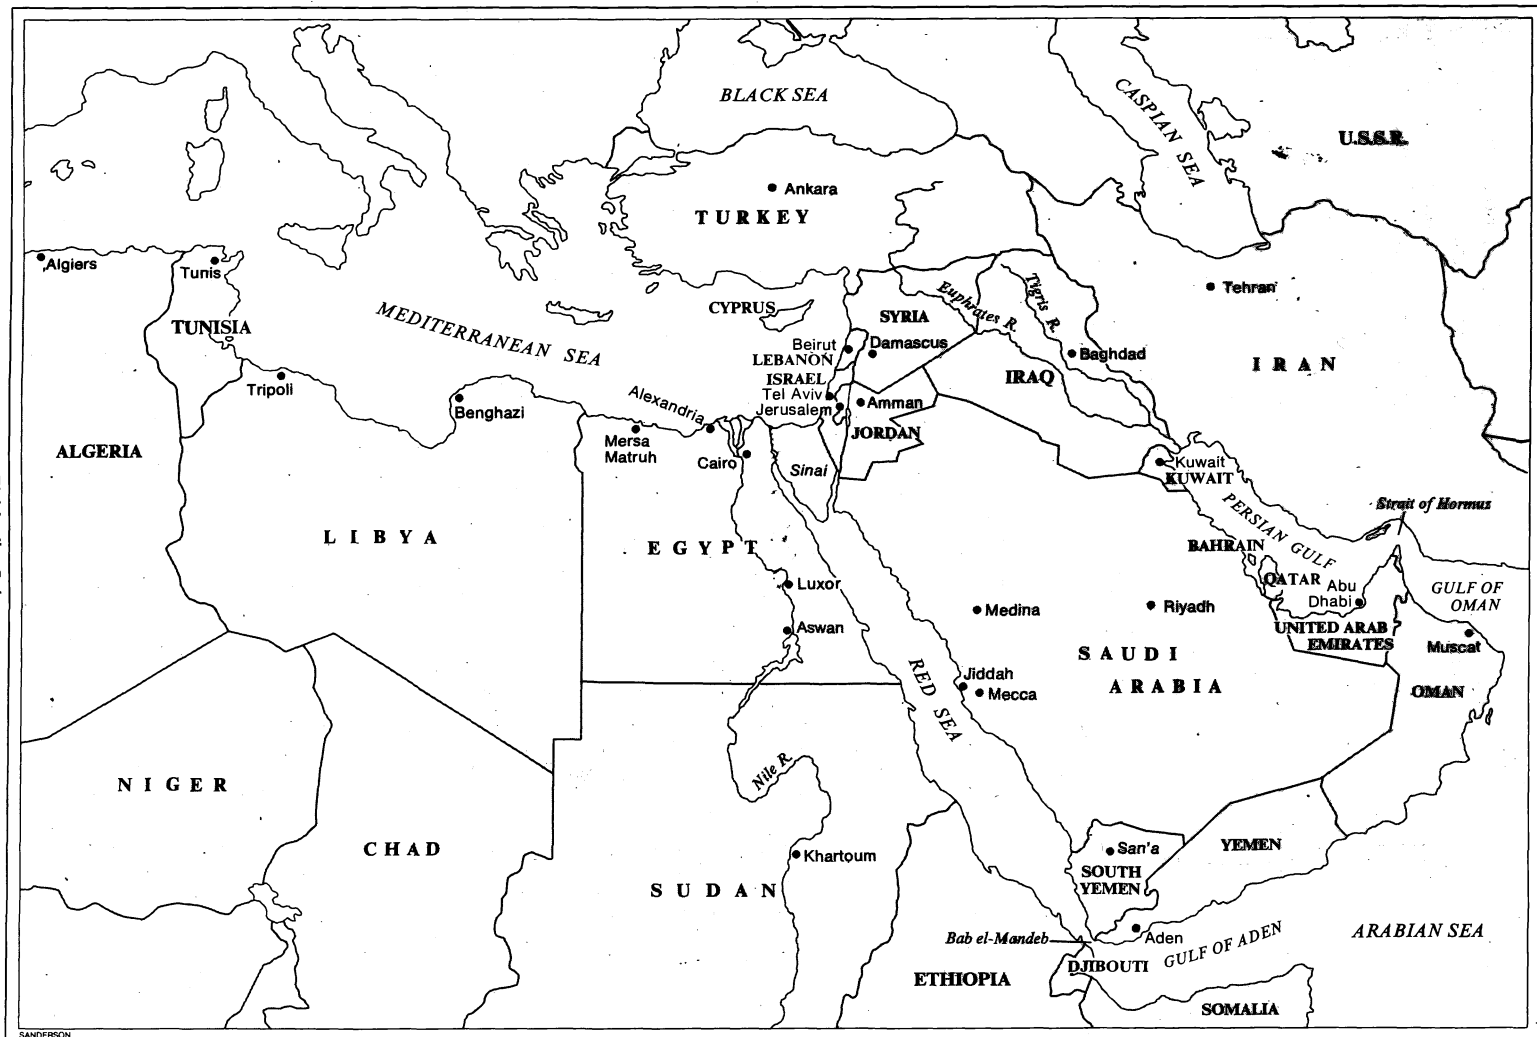 BLACK SEA
CASPIAN SEA
U.S.S.R.
Ankara
TURKEY
Algiers
Tunis
TUNISIA
MEDITERRANEAN SEA
CYPRUS
SYRIA
Euphrates R.
Tigris R.
Tehran
IRAN
Beirut
LEBANON
Damascus
Baghdad
IRAQ
ISRAEL
Tel Aviv
Jerusalem
Amman
JORDAN
Tripoli
Benghazi
Alexandria
Mersa
Matruh
Cairo
Sinai
Kuwait
KUWAIT
ALGERIA
LIBYA
EGYPT
PERSIAN GULF
Strait of Hormuz
BAHRAIN
QATAR
Abu
Dhabi
GULF OF
OMAN
Luxor
Aswan
Medina
Riyadh
UNITED ARAB
EMIRATES
Muscat
OMAN
SAUDI
ARABIA
Jiddah
Mecca
RED SEA
NIGER
CHAD
Nile R.
Khartoum
SUDAN
San'a
SOUTH
YEMEN
YEMEN
Aden
Bab el-Mandeb
GULF OF ADEN
ARABIAN SEA
DJIBOUTI
ETHIOPIA
SOMALIA
SANDERSON